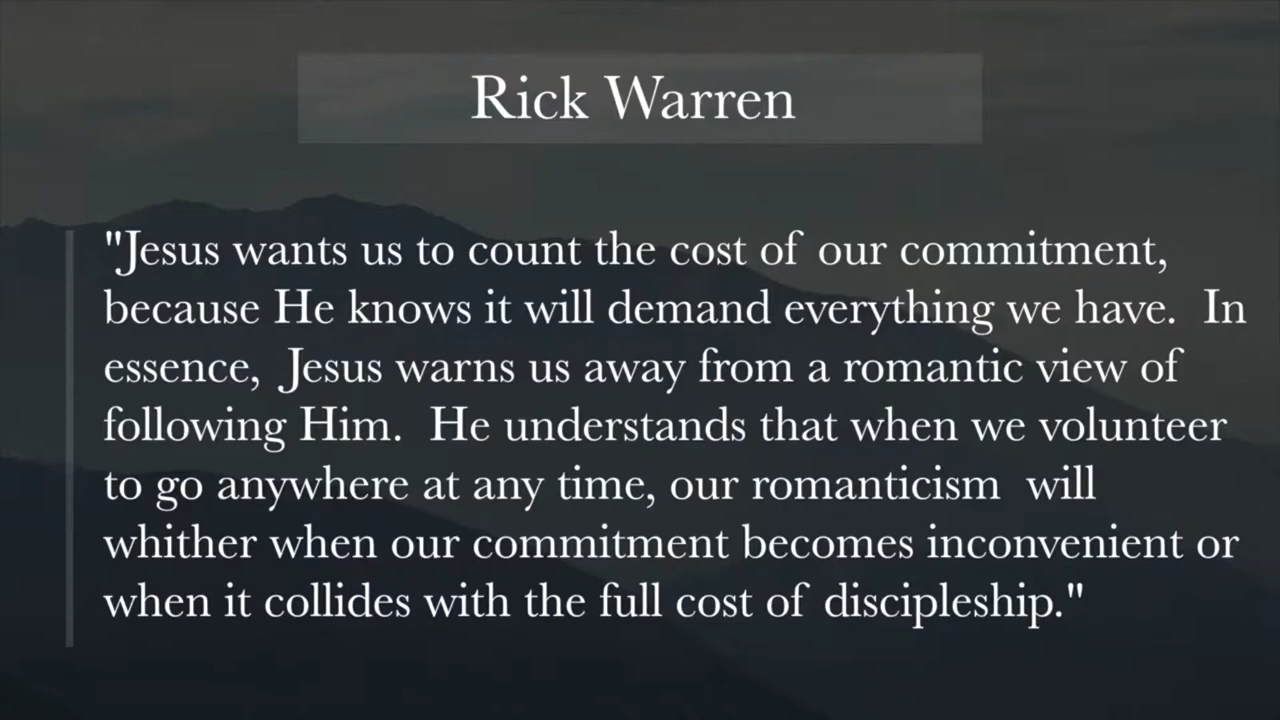 Rick Warren
"Jesus wants us to count the cost of our commitment,
because He knows it will demand everything we have.  In
essence,  Jesus warns us away from a romantic view of
following Him.  He understands that when we volunteer
to go anywhere at any time, our romanticism  will
whither when our commitment becomes inconvenient or
when it collides with the full cost of discipleship."